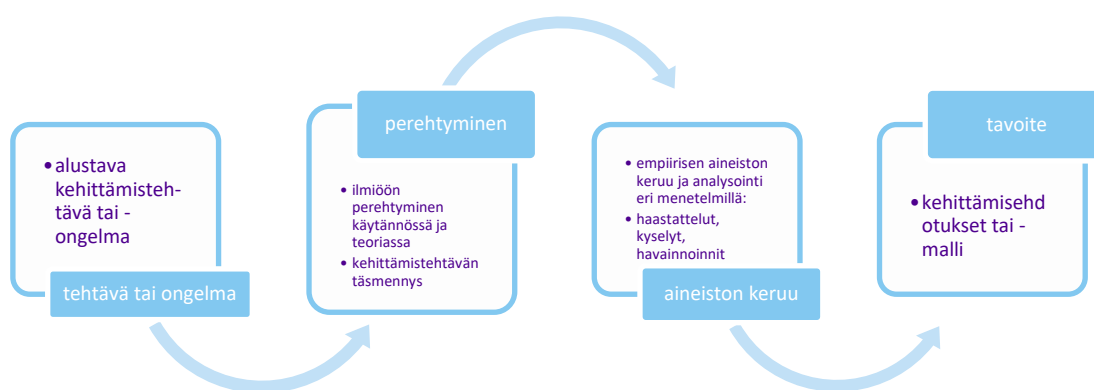 • alustava
kehittämisteh-
tävä tai -
ongelma
tehtävä tai ongelma
perehtyminen
• ilmiöön
perehtyminen
käytännössä ja
teoriassa
• kehittämistehtävän
täsmennys
• empiirisen aineiston
keruu ja analysointi
eri menetelmillä:
• haastattelut,
kyselyt,
havainnoinnit
aineiston keruu
tavoite
• kehittämisehd
otukset tai -
malli